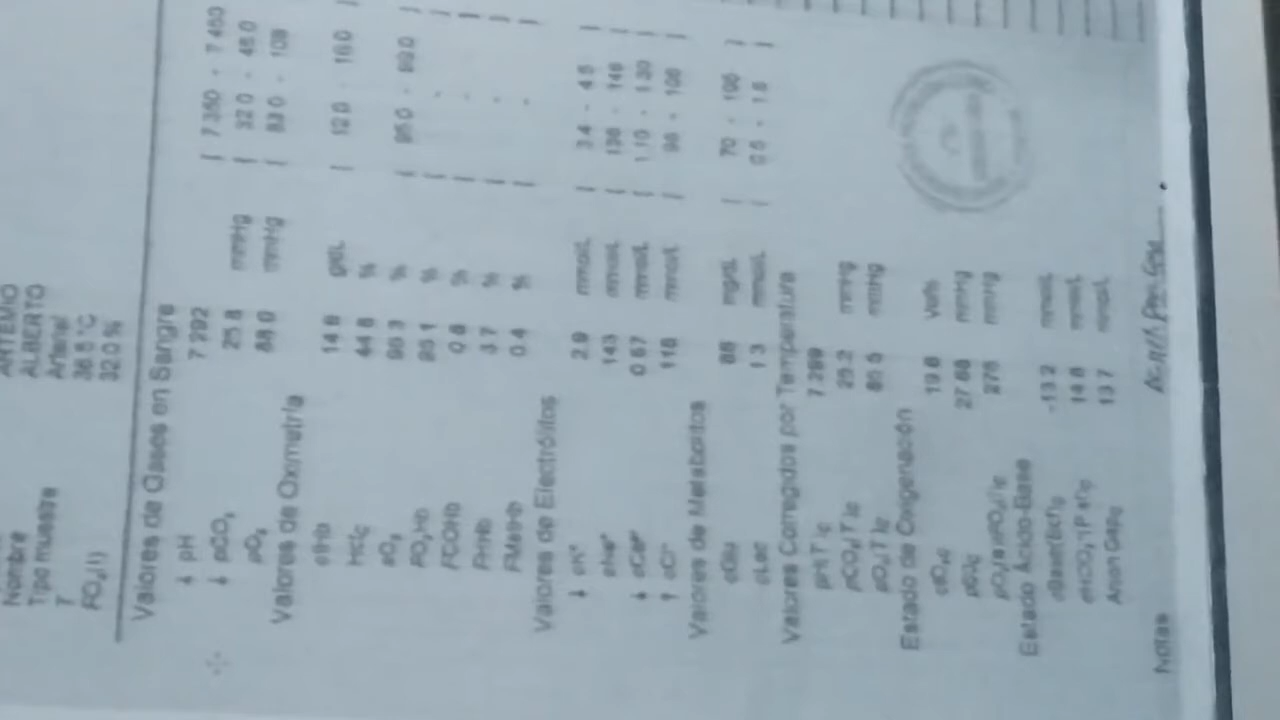 Nombre ARTEMIO
ALBERTO
Tipo muestra Arterial
T 36.5 °C
FO₂(I) 32.0 %
Valores de Gases en Sangre
↓ pH 7.292 [ 7.350 - 7.450
↓ pCO₂ 25.8 mmHg [ 32.0 - 45.0
pO₂ 88.0 mmHg [ 83.0 - 108
Valores de Oximetría
ctHb 14.6 g/dL [ 12.0 - 16.0 ]
Hctc 44.8 %
sO₂ 96.3 % [ 95.0 - 99.0 ]
FO₂Hb 95.1 % [ - ]
FCOHb 0.8 % [ - ]
FHHb 3.7 % [ - ]
FMetHb 0.4 % [ - ]
Valores de Electrólitos
↓ cK⁺ 2.9 mmol/L [ 3.4 - 4.5 ]
cNa⁺ 143 mmol/L [ 136 - 146 ]
↓ cCa²⁺ 0.67 mmol/L [ 1.10 - 1.30 ]
↑ cCl⁻ 118 mmol/L [ 98 - 106 ]
Valores de Metabolitos
cGlu 88 mg/dL [ 70 - 105 ]
cLac 1.3 mmol/L [ 0.5 - 1.6 ]
Valores Corregidos por Temperatura
pH(T)c 7.299
pCO₂(T)c 25.2 mmHg
pO₂(T)c 85.5 mmHg
Estado de Oxigenación
ctO₂c 19.6 Vol%
p50c 27.68 mmHg
pO₂(a)/FO₂(I)c 275 mmHg
Estado Ácido-Base
cBase(Ecf)c -13.2 mmol/L
cHCO₃⁻(P,st)c 14.8 mmol/L
Anion Gapc 13.7 mmol/L
Notas